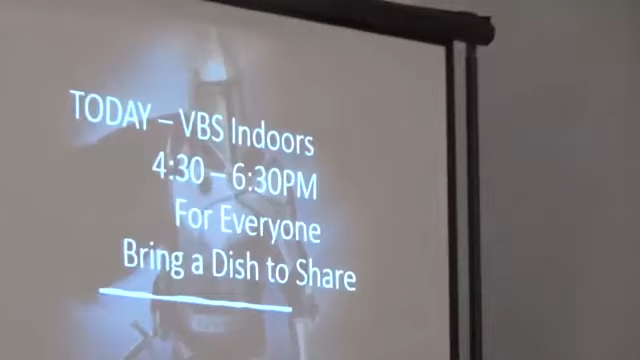 TODAY – VBS Indoors
4:30 – 6:30PM
For Everyone
Bring a Dish to Share